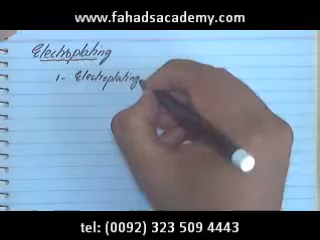 www.fahadsacademy.com
Electroplating
1- Electroplating
tel: (0092) 323 509 4443